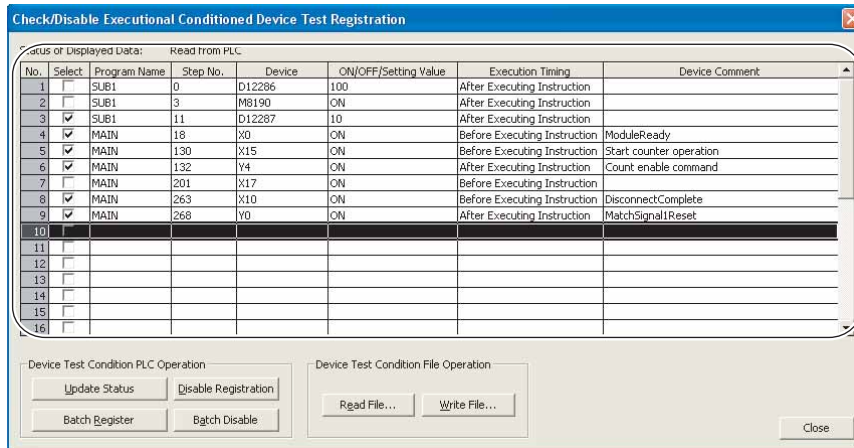 Check/Disable Executional Conditioned Device Test Registration
Status of Displayed Data: Read from PLC
No. Select Program Name Step No. Device ON/OFF/Setting Value Execution Timing Device Comment
1 SUB1 0 D12286 100 After Executing Instruction
2 SUB1 3 M8190 ON After Executing Instruction
3 SUB1 11 D12287 10 After Executing Instruction
4 MAIN 18 X0 ON Before Executing Instruction ModuleReady
5 MAIN 130 X15 ON Before Executing Instruction Start counter operation
6 MAIN 132 Y4 ON After Executing Instruction Count enable command
7 MAIN 201 X17 ON Before Executing Instruction
8 MAIN 263 X10 ON Before Executing Instruction DisconnectComplete
9 MAIN 268 Y0 ON After Executing Instruction MatchSignal1Reset
10
11
12
13
14
15
16
Device Test Condition PLC Operation Device Test Condition File Operation
Update Status Disable Registration
Read File... Write File...
Batch Register Batch Disable
Close